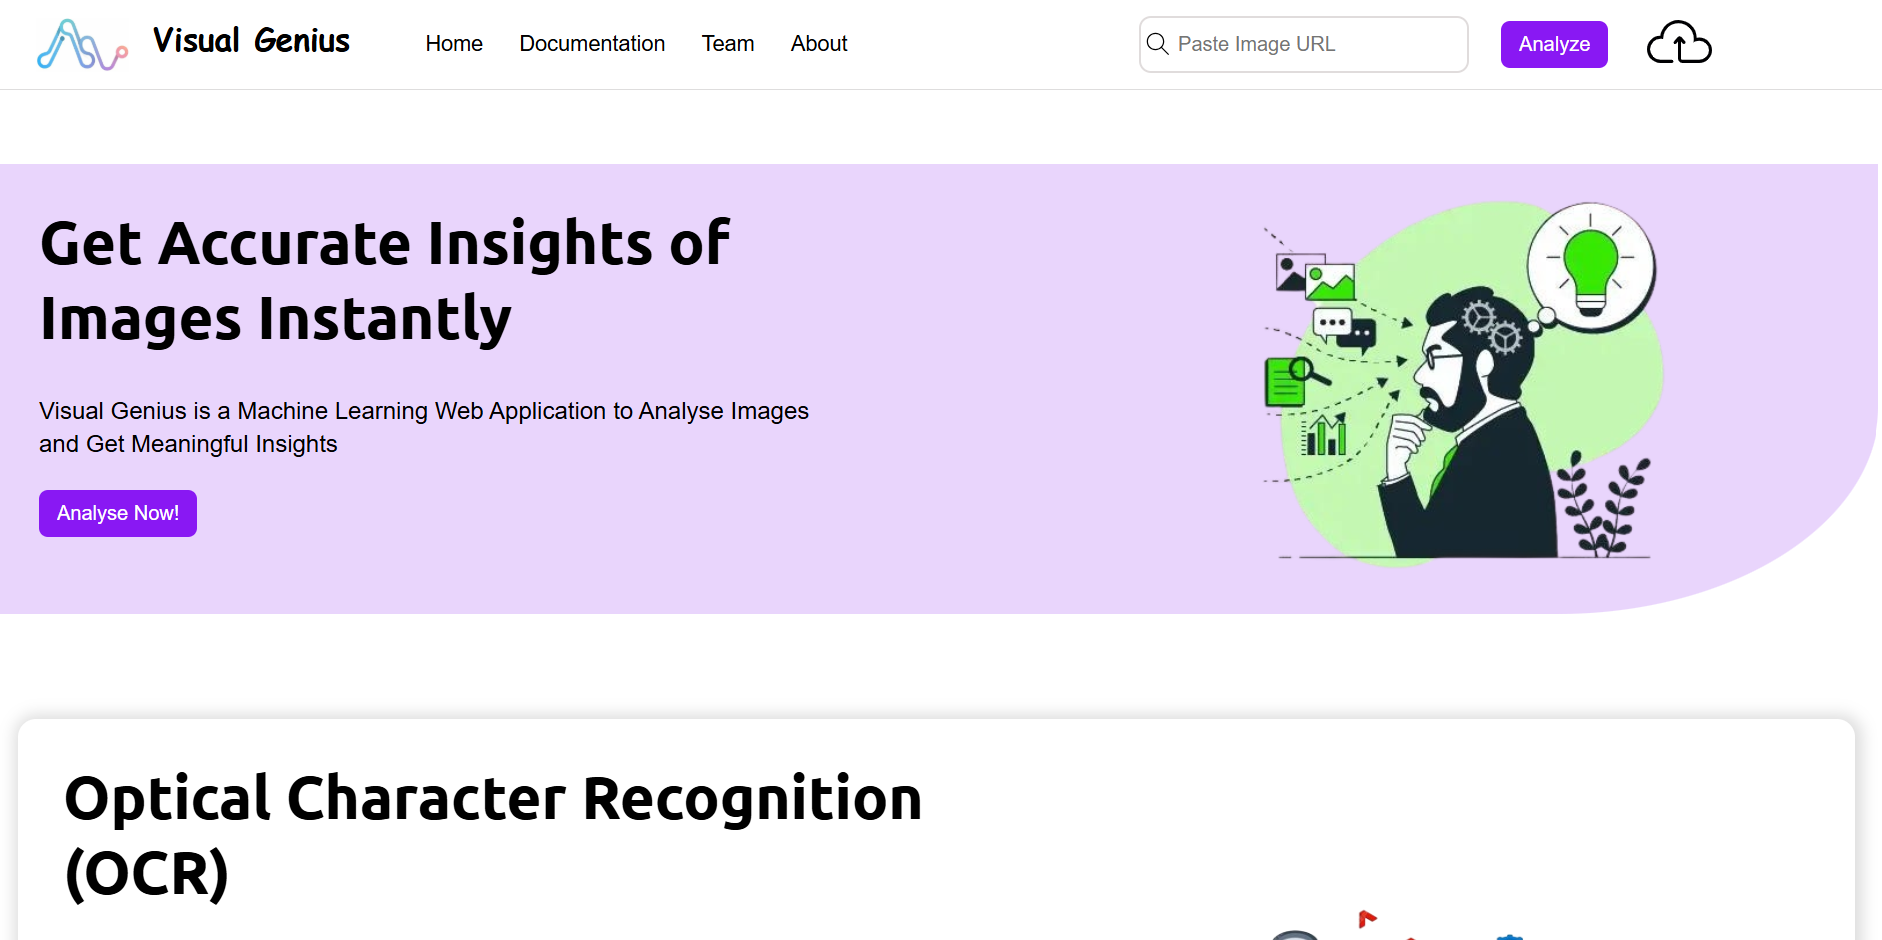 Visual Genius
Home Documentation Team About
Paste Image URL
Analyze
Get Accurate Insights of
Images Instantly
Visual Genius is a Machine Learning Web Application to Analyse Images
and Get Meaningful Insights
Analyse Now!
Optical Character Recognition
(OCR)